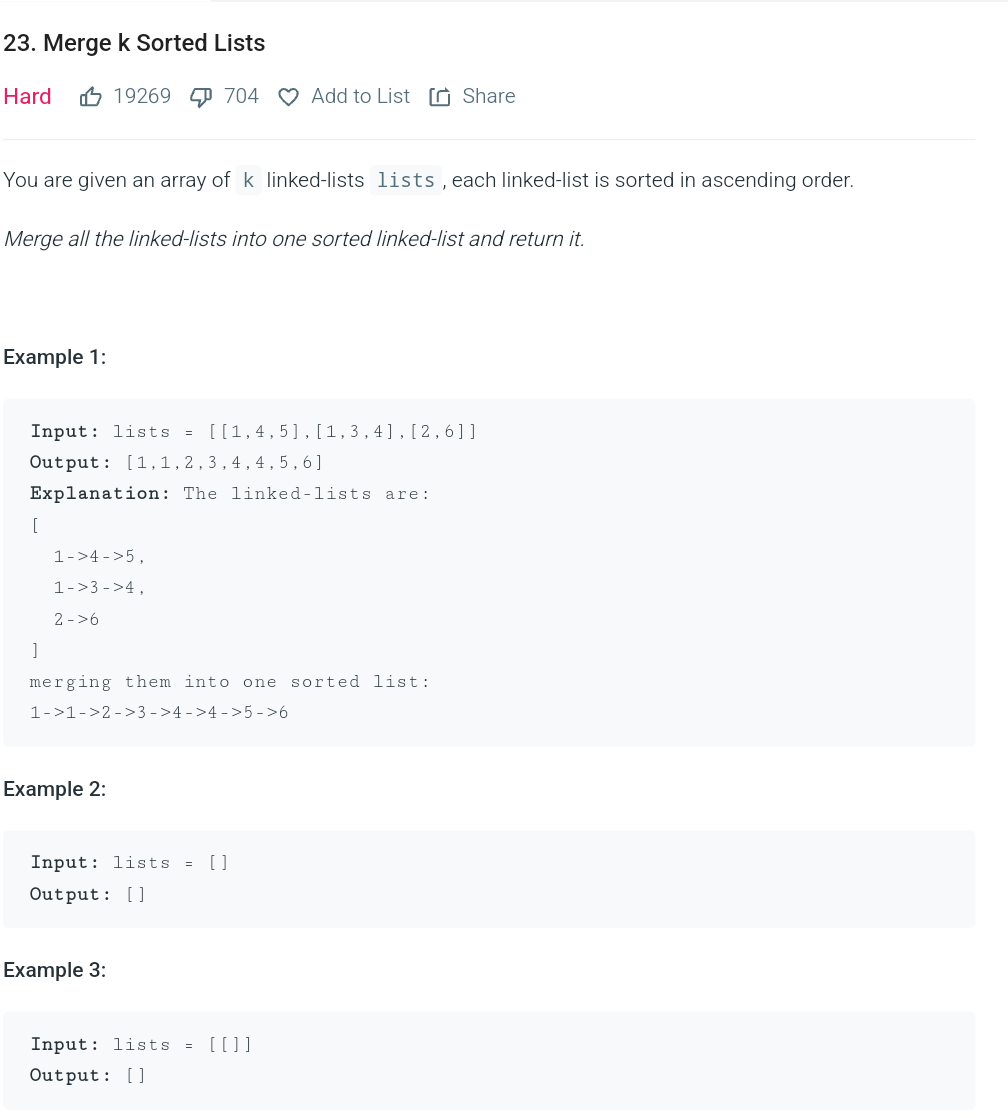 23. Merge k Sorted Lists
Hard 19269 704 Add to List Share
You are given an array of k linked-lists lists , each linked-list is sorted in ascending order.
Merge all the linked-lists into one sorted linked-list and return it.
Example 1:
Input: lists = [[1,4,5],[1,3,4],[2,6]]
Output: [1,1,2,3,4,4,5,6]
Explanation: The linked-lists are:
[
  1->4->5,
  1->3->4,
  2->6
]
merging them into one sorted list:
1->1->2->3->4->4->5->6
Example 2:
Input: lists = []
Output: []
Example 3:
Input: lists = [[]]
Output: []